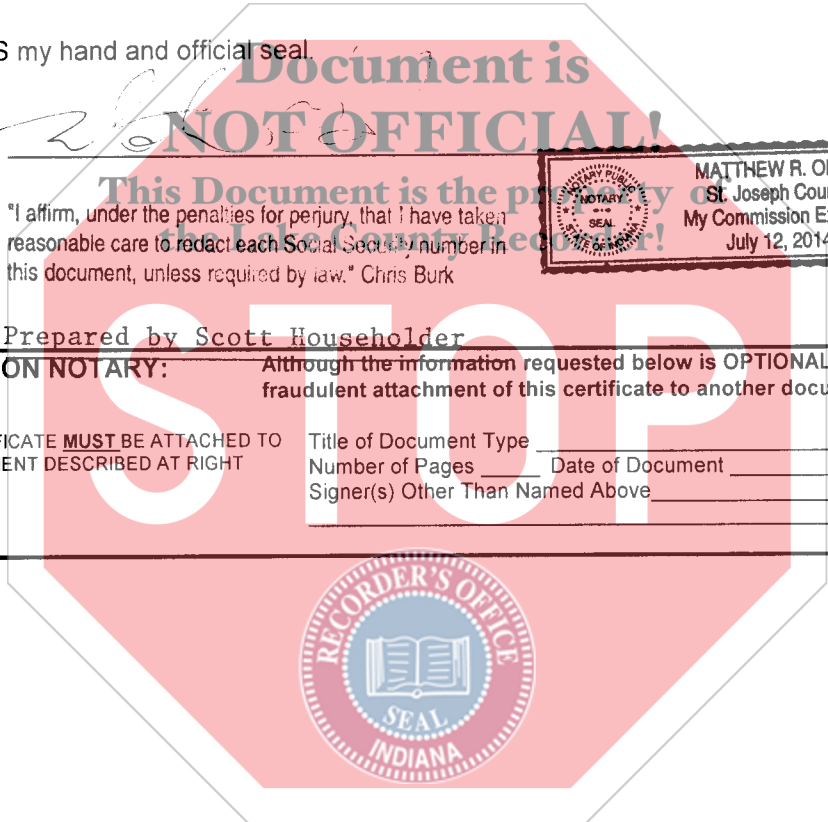 S my hand and official seal.
Document is
NOT OFFICIAL!
This Document is the property of
the Lake County Recorder!
"I affirm, under the penalties for perjury, that I have taken
reasonable care to redact each Social Security number in
this document, unless required by law." Chris Burk
NOTARY PUBLIC
NOTARY
SEAL
STATE OF INDIANA
MATTHEW R. O
St. Joseph Cou
My Commission E
July 12, 2014
Prepared by Scott Householder
ON NOTARY:
Although the information requested below is OPTIONAL
fraudulent attachment of this certificate to another docu
FICATE MUST BE ATTACHED TO
ENT DESCRIBED AT RIGHT
Title of Document Type
Number of Pages Date of Document
Signer(s) Other Than Named Above
STOP
RECORDER'S OFFICE
SEAL
INDIANA